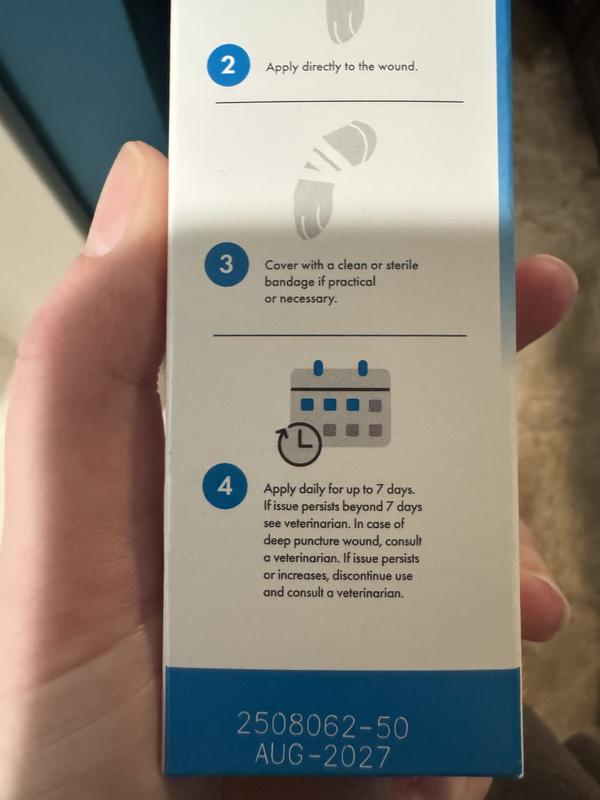 2 Apply directly to the wound.
3 Cover with a clean or sterile
bandage if practical
or necessary.
4 Apply daily for up to 7 days.
If issue persists beyond 7 days
see veterinarian. In case of
deep puncture wound, consult
a veterinarian. If issue persists
or increases, discontinue use
and consult a veterinarian.
2508062-50
AUG-2027